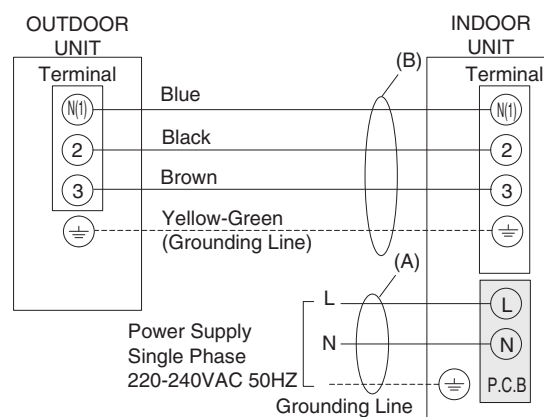 OUTDOOR
UNIT
INDOOR
UNIT
Terminal
(B)
Terminal
N(1)
Blue
N(1)
2
Black
2
3
Brown
3
Yellow-Green
(Grounding Line)
(A)
L
L
Power Supply
Single Phase
220-240VAC 50HZ
N
N
P.C.B
Grounding Line